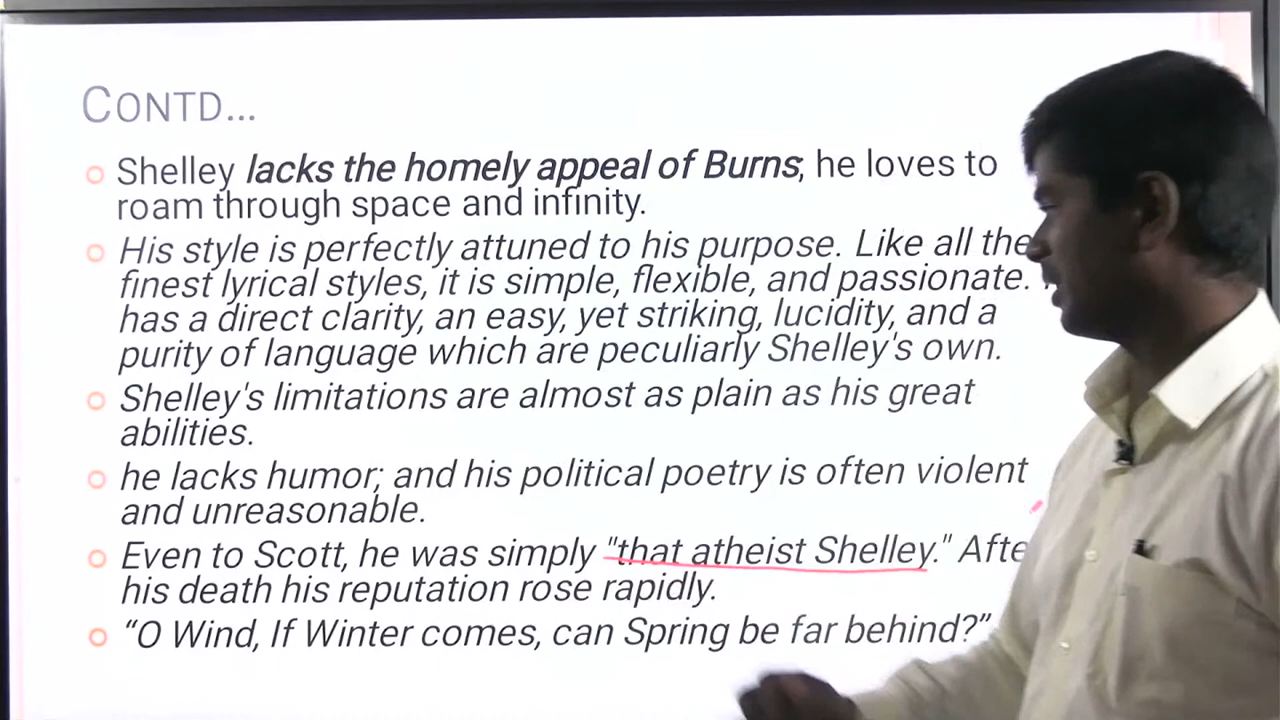 CONTD...
Shelley lacks the homely appeal of Burns; he loves to
roam through space and infinity.
His style is perfectly attuned to his purpose. Like all the
finest lyrical styles, it is simple, flexible, and passionate.
has a direct clarity, an easy, yet striking, lucidity, and a
purity of language which are peculiarly Shelley's own.
Shelley's limitations are almost as plain as his great
abilities.
he lacks humor; and his political poetry is often violent
and unreasonable.
Even to Scott, he was simply "that atheist Shelley."
his death his reputation rose rapidly.
“O Wind, If Winter comes, can Spring be far behind?”